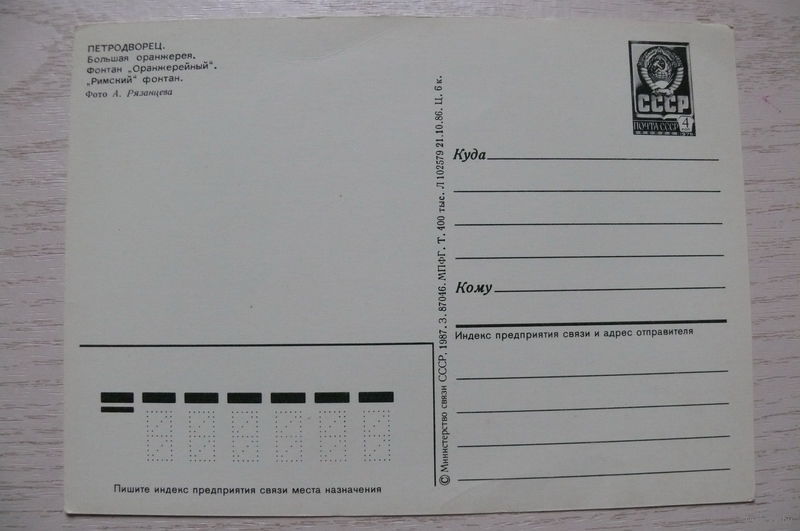 ПЕТРОДВОРЕЦ.
Большая оранжерея.
Фонтан „Оранжерейный".
„Римский" фонтан.
Фото А. Рязанцева
СССР
ПОЧТА СССР
4
Куда
Кому
Индекс предприятия связи и адрес отправителя
© Министерство связи СССР, 1987. З. 87046. МПФГ. Т. 400 тыс. Л 102579 21.10.86. Ц. 6 к.
Пишите индекс предприятия связи места назначения